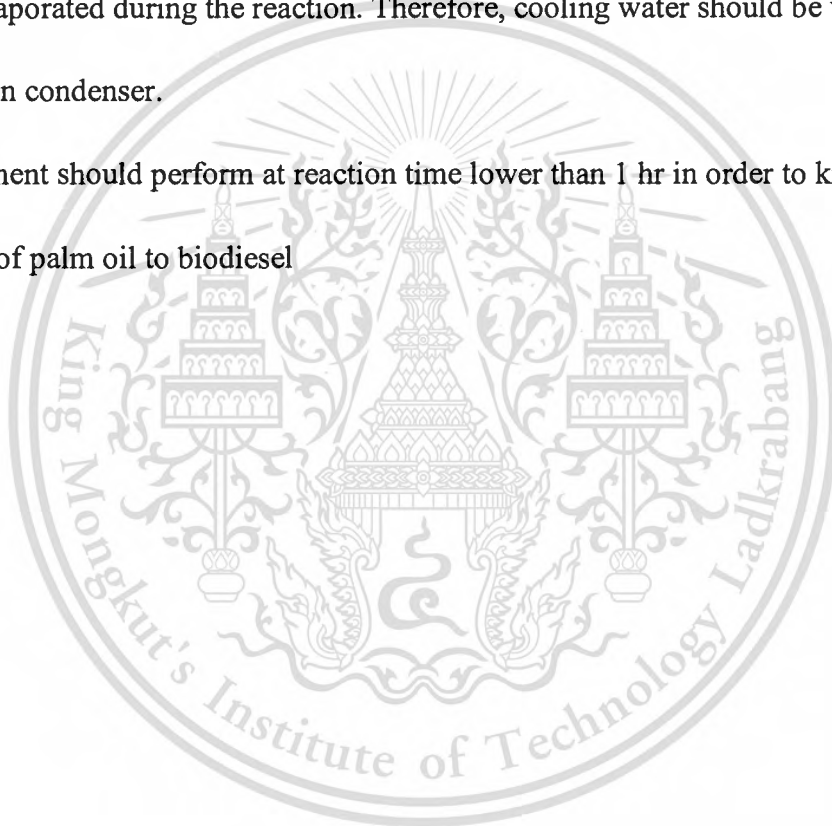 aporated during the reaction. Therefore, cooling water should be
n condenser.
nent should perform at reaction time lower than 1 hr in order to k
of palm oil to biodiesel
King Mongkut's Institute of Technology Ladkrabang